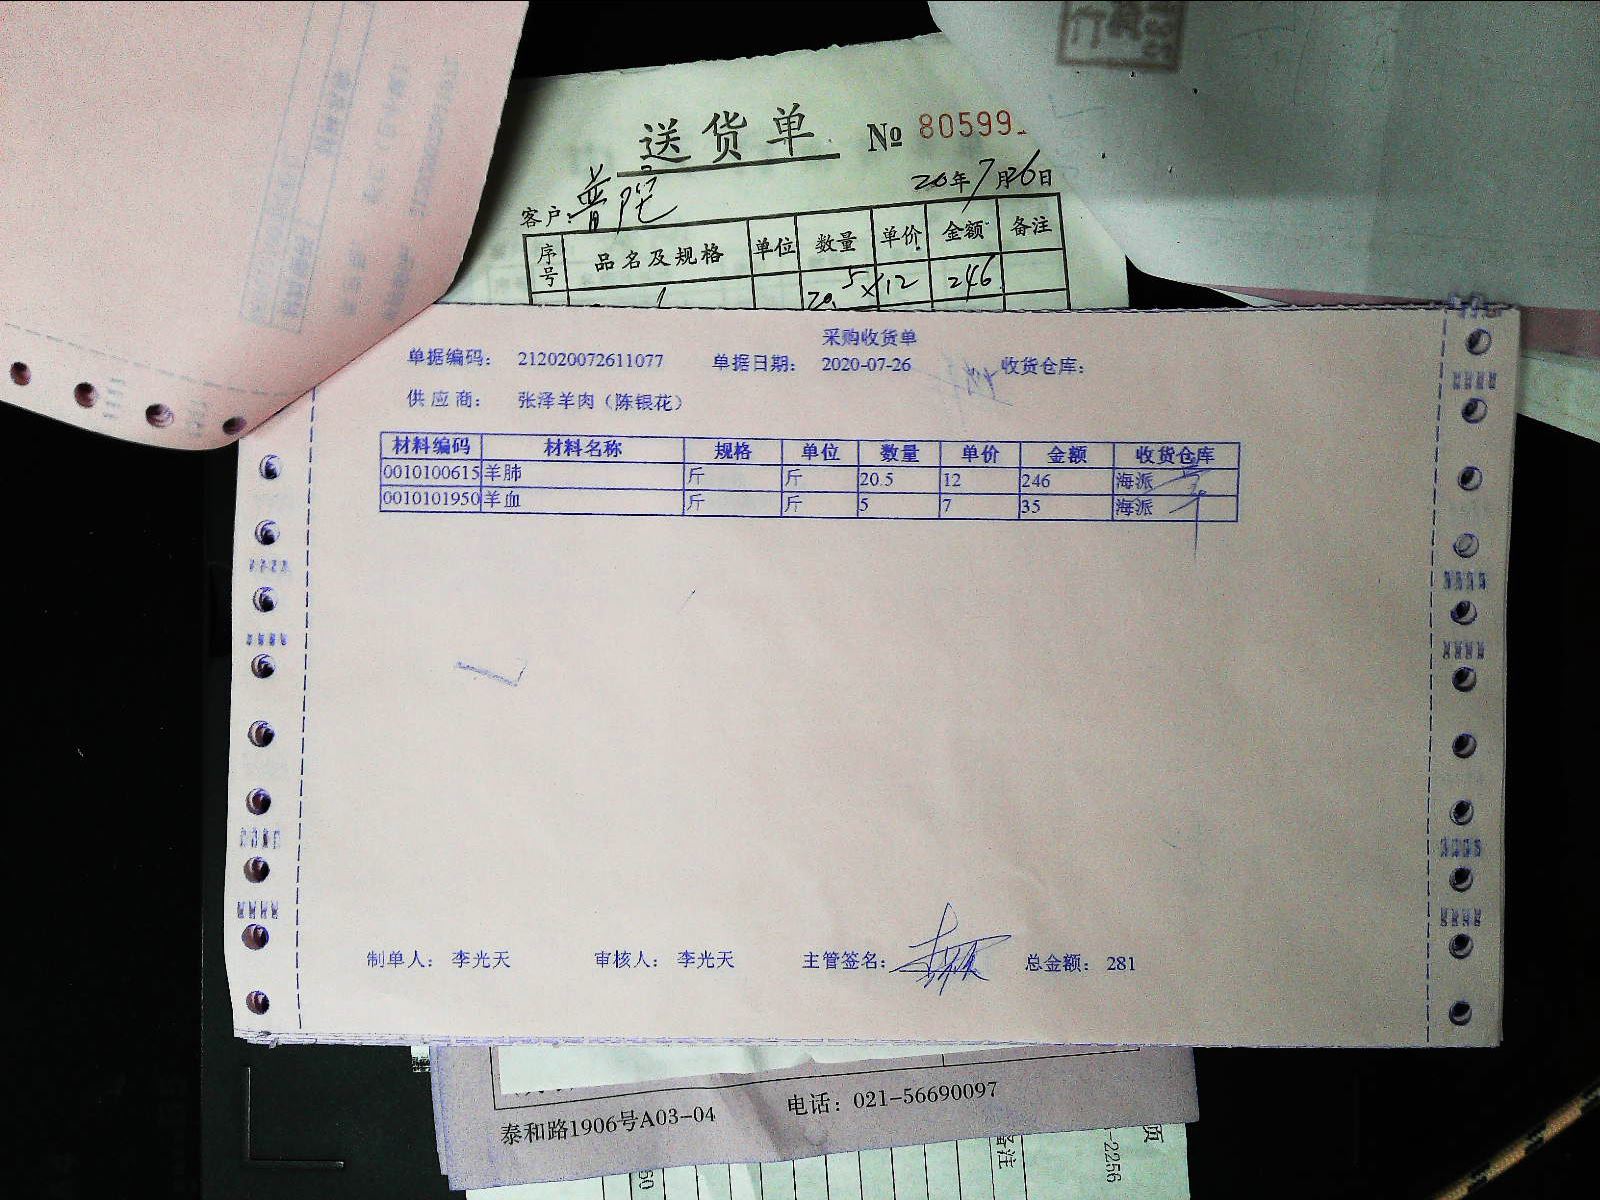 送货单 № 80599
20年7月26日
客户：普陀
序号 品名及规格 单位 数量 单价 金额 备注
20.5×12 246
采购收货单
单据编码： 212020072611077 单据日期： 2020-07-26 收货仓库：
供应商： 张泽羊肉（陈银花）
材料编码 材料名称 规格 单位 数量 单价 金额 收货仓库
0010100615 羊肺 斤 斤 20.5 12 246 海派
0010101950 羊血 斤 斤 5 7 35 海派
制单人： 李光天 审核人： 李光天 主管签名： 总金额： 281
泰和路1906号A03-04 电话：021-56690097
-2256
备注